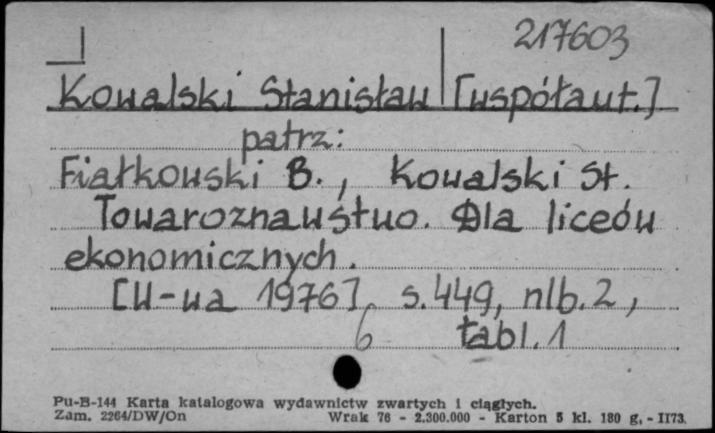 217603
Kowalski Stanisław [współaut.]
patrz:
Fiałkowski B., Kowalski St.
Towaroznawstwo. Dla liceów
ekonomicznych.
[W-wa 1976] s.449, nlb.2,
6 tabl.1
Pu-B-144 Karta katalogowa wydawnictw zwartych i ciągłych.
Zam. 2264/DW/On Wrak 76 - 2.300.000 - Karton 5 kl. 180 g. - II73.